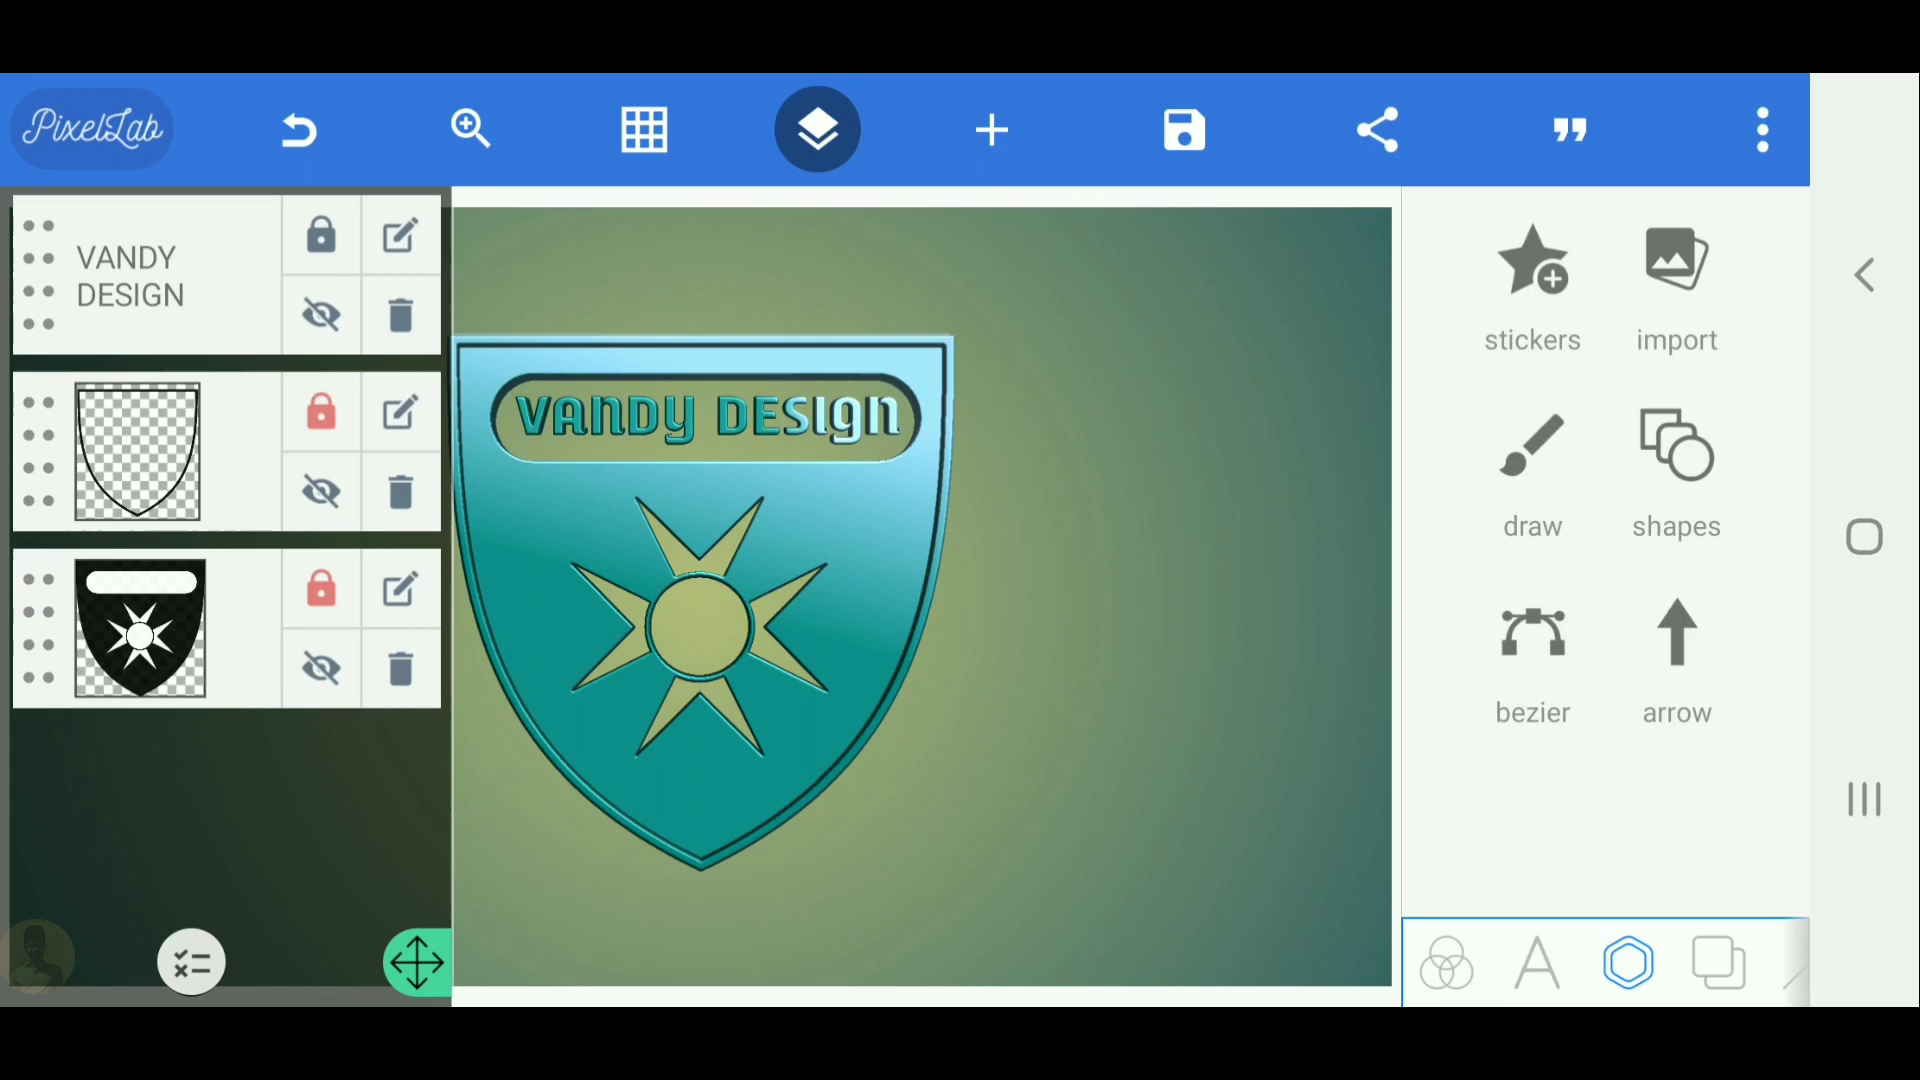 PixelLab
VANDY
DESIGN
VANDY DESIGN
stickers
import
draw
shapes
bezier
arrow